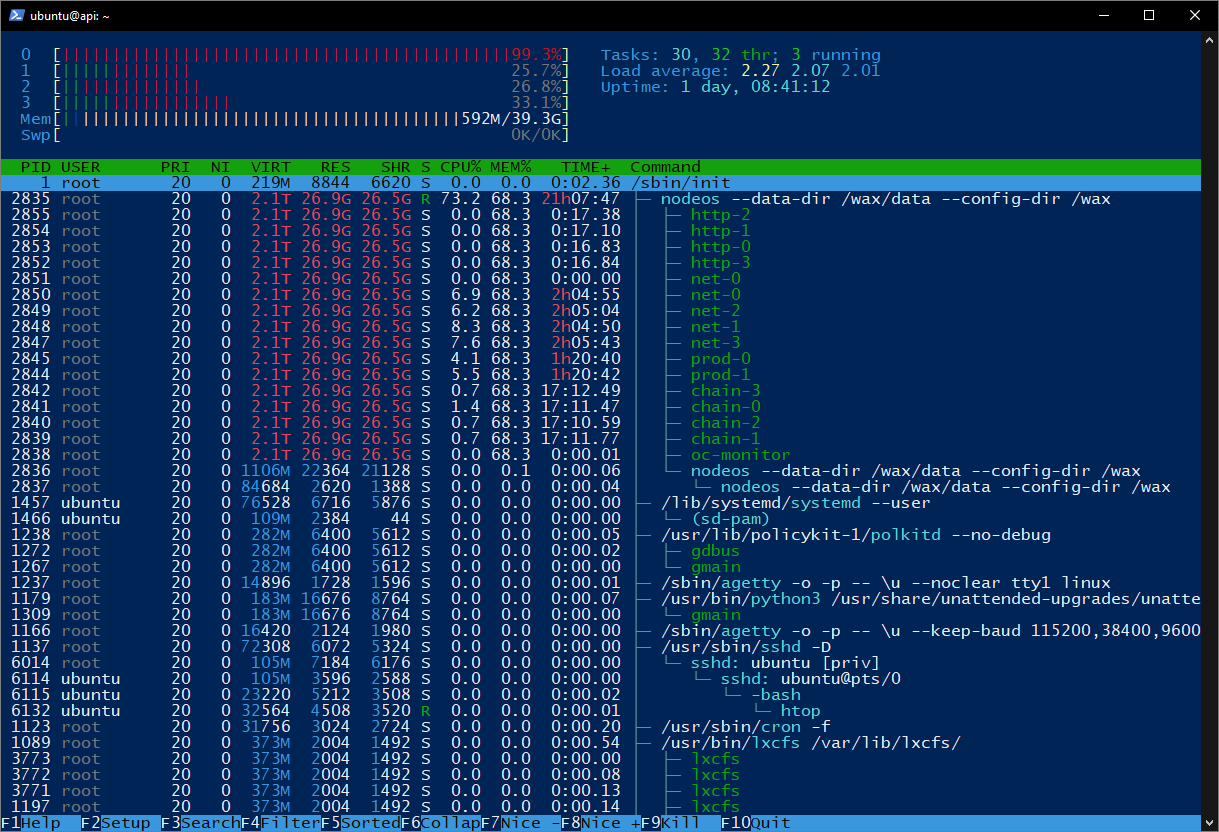 ubuntu@api: ~
0 [||||||||||||||||||||||||||||||||||||||||||||||99.3%] Tasks: 30, 32 thr; 3 running
1 [||||||||||||| 25.7%] Load average: 2.27 2.07 2.01
2 [|||||||||||||| 26.8%] Uptime: 1 day, 08:41:12
3 [||||||||||||||||| 33.1%]
Mem[||||||||||||||||||||||||||||||||||||||||592M/39.3G]
Swp[ 0K/0K]
PID USER PRI NI VIRT RES SHR S CPU% MEM% TIME+ Command
1 root 20 0 219M 8844 6620 S 0.0 0.0 0:02.36 /sbin/init
2835 root 20 0 2.1T 26.9G 26.5G R 73.2 68.3 21h07:47 ├─ nodeos --data-dir /wax/data --config-dir /wax
2855 root 20 0 2.1T 26.9G 26.5G S 0.0 68.3 0:17.38 │ ├─ http-2
2854 root 20 0 2.1T 26.9G 26.5G S 0.0 68.3 0:17.10 │ ├─ http-1
2853 root 20 0 2.1T 26.9G 26.5G S 0.0 68.3 0:16.83 │ ├─ http-0
2852 root 20 0 2.1T 26.9G 26.5G S 0.0 68.3 0:16.84 │ ├─ http-3
2851 root 20 0 2.1T 26.9G 26.5G S 0.0 68.3 0:00.00 │ ├─ net-0
2850 root 20 0 2.1T 26.9G 26.5G S 6.9 68.3 2h04:55 │ ├─ net-0
2849 root 20 0 2.1T 26.9G 26.5G S 6.2 68.3 2h05:04 │ ├─ net-2
2848 root 20 0 2.1T 26.9G 26.5G S 8.3 68.3 2h04:50 │ ├─ net-1
2847 root 20 0 2.1T 26.9G 26.5G S 7.6 68.3 2h05:43 │ ├─ net-3
2845 root 20 0 2.1T 26.9G 26.5G S 4.1 68.3 1h20:40 │ ├─ prod-0
2844 root 20 0 2.1T 26.9G 26.5G S 5.5 68.3 1h20:42 │ ├─ prod-1
2842 root 20 0 2.1T 26.9G 26.5G S 0.7 68.3 17:12.49 │ ├─ chain-3
2841 root 20 0 2.1T 26.9G 26.5G S 1.4 68.3 17:11.47 │ ├─ chain-0
2840 root 20 0 2.1T 26.9G 26.5G S 0.7 68.3 17:10.59 │ ├─ chain-2
2839 root 20 0 2.1T 26.9G 26.5G S 0.7 68.3 17:11.77 │ ├─ chain-1
2838 root 20 0 2.1T 26.9G 26.5G S 0.0 68.3 0:00.01 │ ├─ oc-monitor
2836 root 20 0 1106M 22364 21128 S 0.0 0.1 0:00.06 │ └─ nodeos --data-dir /wax/data --config-dir /wax
2837 root 20 0 84684 2620 1388 S 0.0 0.0 0:00.04 │ └─ nodeos --data-dir /wax/data --config-dir /wax
1457 ubuntu 20 0 76528 6716 5876 S 0.0 0.0 0:00.00 ├─ /lib/systemd/systemd --user
1466 ubuntu 20 0 109M 2384 44 S 0.0 0.0 0:00.00 │ └─ (sd-pam)
1238 root 20 0 282M 6400 5612 S 0.0 0.0 0:00.05 ├─ /usr/lib/policykit-1/polkitd --no-debug
1272 root 20 0 282M 6400 5612 S 0.0 0.0 0:00.02 │ ├─ gdbus
1267 root 20 0 282M 6400 5612 S 0.0 0.0 0:00.00 │ └─ gmain
1237 root 20 0 14896 1728 1596 S 0.0 0.0 0:00.01 ├─ /sbin/agetty -o -p -- \u --noclear tty1 linux
1179 root 20 0 183M 16676 8764 S 0.0 0.0 0:00.07 ├─ /usr/bin/python3 /usr/share/unattended-upgrades/unatte
1309 root 20 0 183M 16676 8764 S 0.0 0.0 0:00.00 │ └─ gmain
1166 root 20 0 16420 2124 1980 S 0.0 0.0 0:00.00 ├─ /sbin/agetty -o -p -- \u --keep-baud 115200,38400,9600
1137 root 20 0 72308 6072 5324 S 0.0 0.0 0:00.00 ├─ /usr/sbin/sshd -D
6014 root 20 0 105M 7184 6176 S 0.0 0.0 0:00.00 │ └─ sshd: ubuntu [priv]
6114 ubuntu 20 0 105M 3596 2588 S 0.0 0.0 0:00.00 │ └─ sshd: ubuntu@pts/0
6115 ubuntu 20 0 23220 5212 3508 S 0.0 0.0 0:00.02 │ └─ -bash
6132 ubuntu 20 0 32564 4508 3520 R 0.0 0.0 0:00.01 │ └─ htop
1123 root 20 0 31756 3024 2724 S 0.0 0.0 0:00.20 ├─ /usr/sbin/cron -f
1089 root 20 0 373M 2004 1492 S 0.0 0.0 0:00.54 ├─ /usr/bin/lxcfs /var/lib/lxcfs/
3773 root 20 0 373M 2004 1492 S 0.0 0.0 0:00.00 │ ├─ lxcfs
3772 root 20 0 373M 2004 1492 S 0.0 0.0 0:00.08 │ ├─ lxcfs
3771 root 20 0 373M 2004 1492 S 0.0 0.0 0:00.13 │ ├─ lxcfs
1197 root 20 0 373M 2004 1492 S 0.0 0.0 0:00.14 │ ├─ lxcfs
F1Help F2Setup F3SearchF4FilterF5SortedF6CollapF7Nice -F8Nice +F9Kill F10Quit